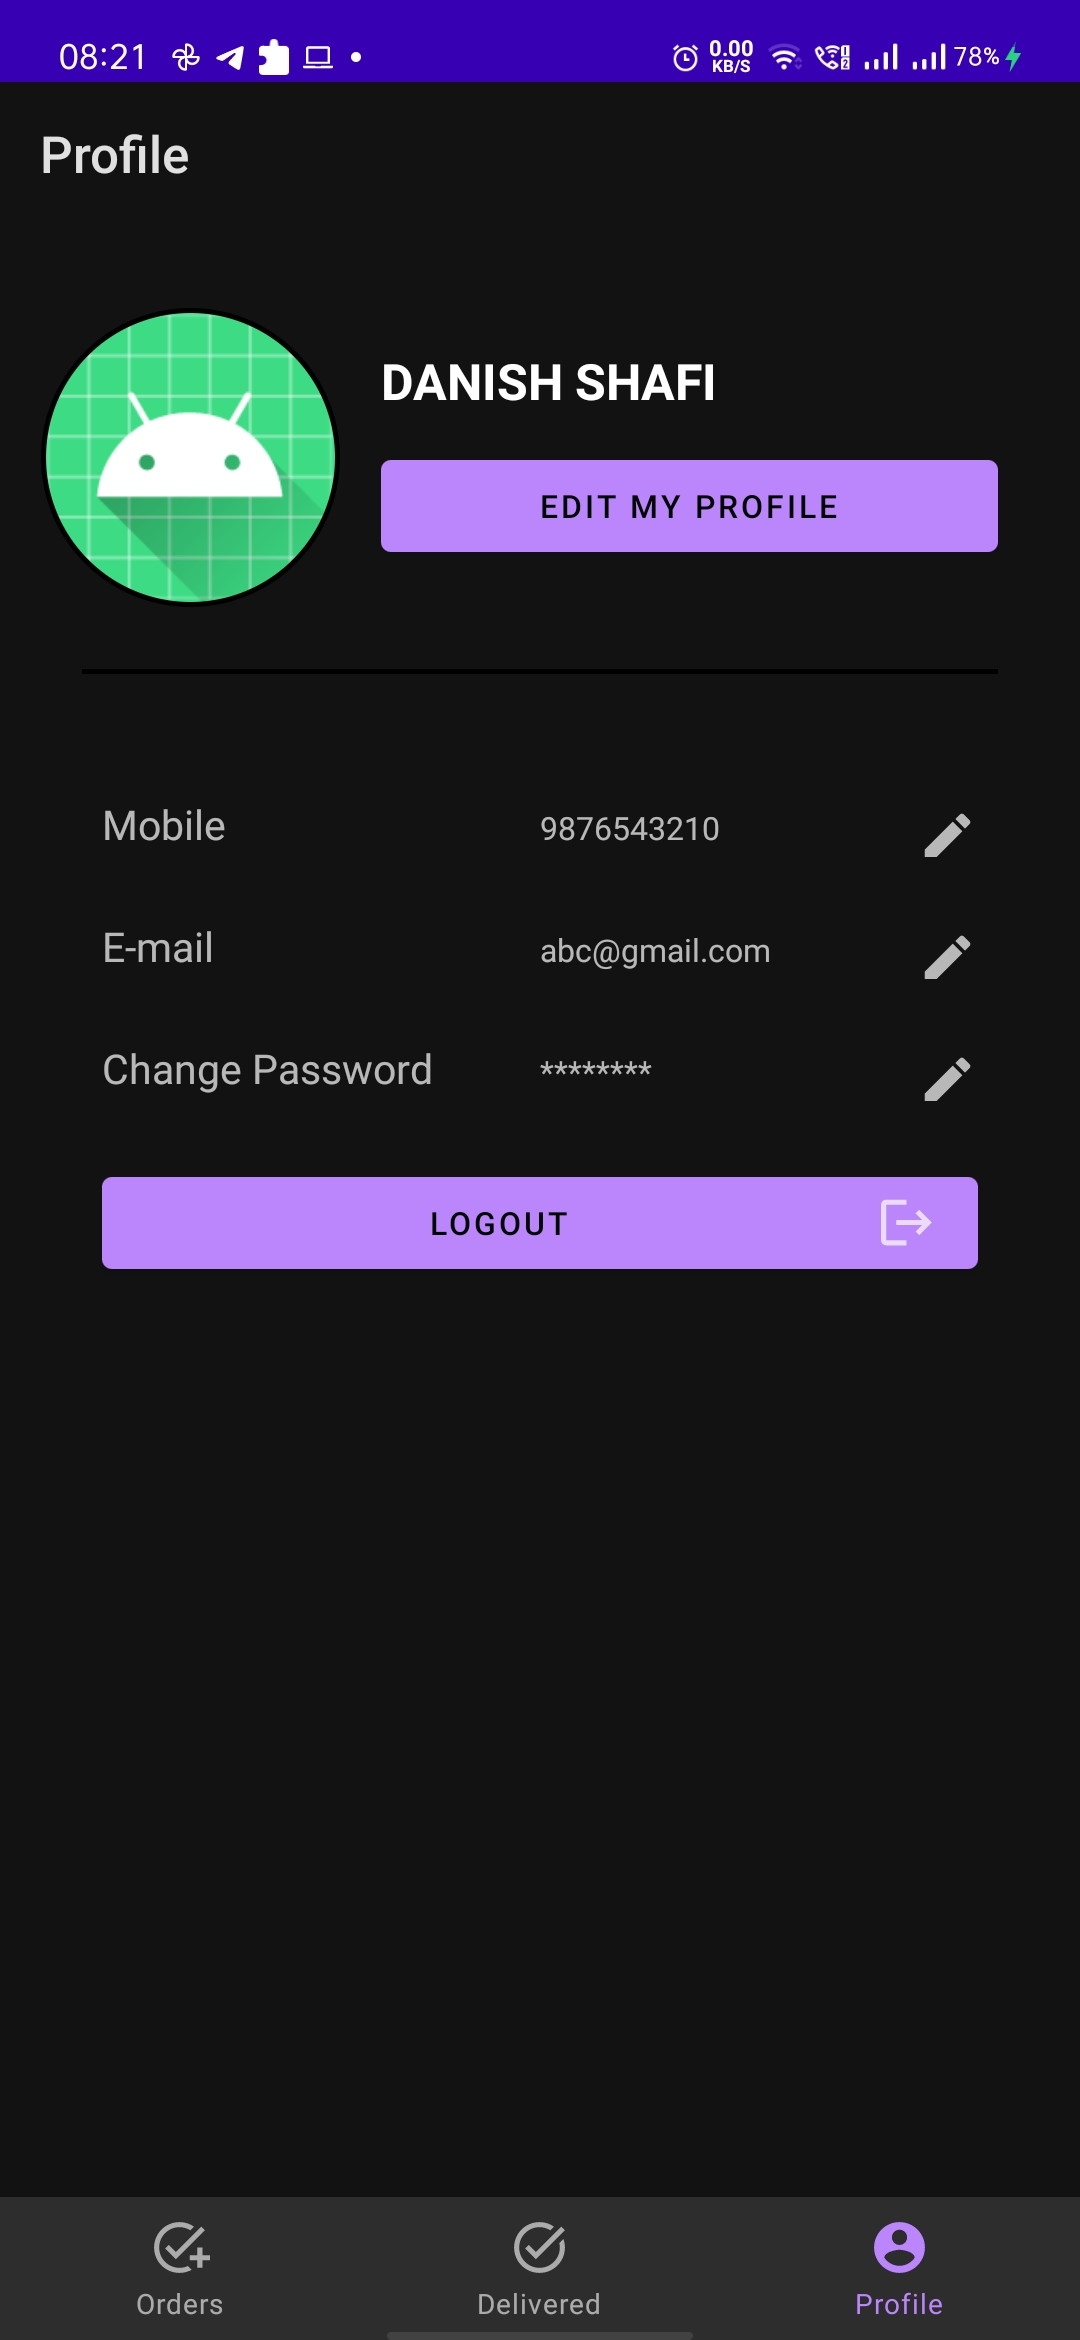 08:21
0.00
KB/S
78%
Profile
DANISH SHAFI
EDIT MY PROFILE
Mobile 9876543210
E-mail abc@gmail.com
Change Password ********
LOGOUT
Orders Delivered Profile